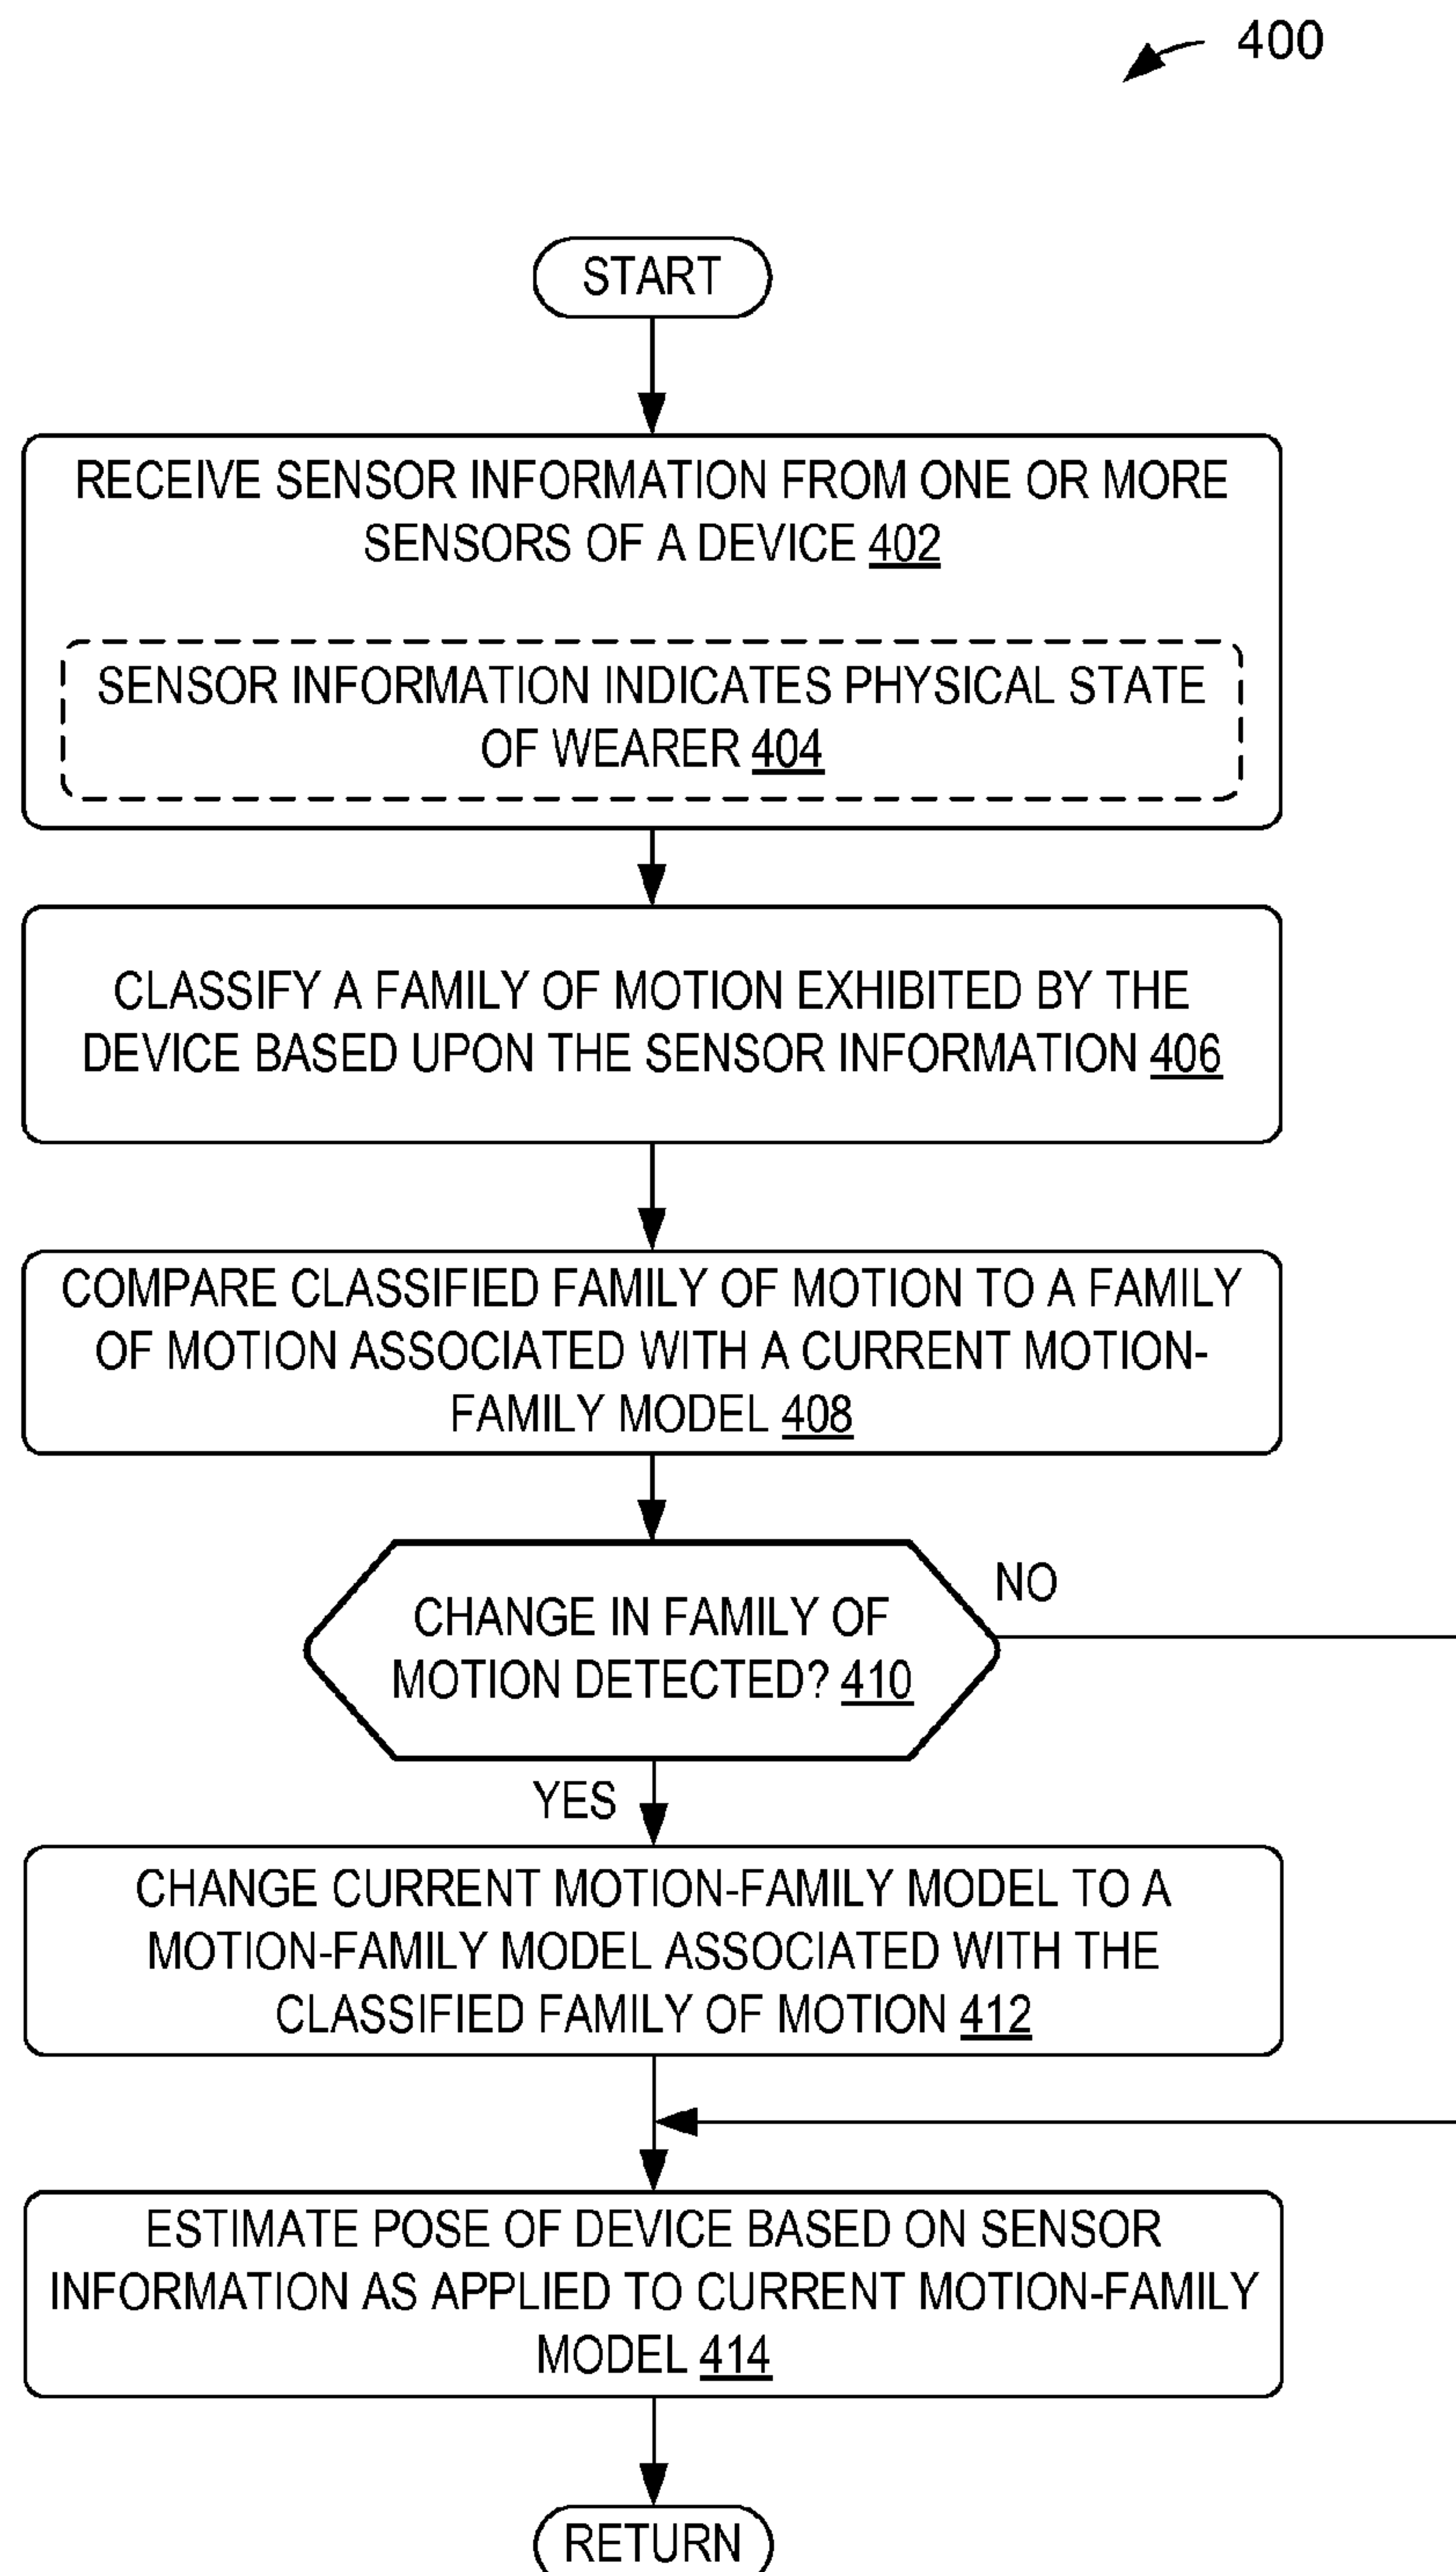 400
START
RECEIVE SENSOR INFORMATION FROM ONE OR MORE
SENSORS OF A DEVICE 402
SENSOR INFORMATION INDICATES PHYSICAL STATE
OF WEARER 404
CLASSIFY A FAMILY OF MOTION EXHIBITED BY THE
DEVICE BASED UPON THE SENSOR INFORMATION 406
COMPARE CLASSIFIED FAMILY OF MOTION TO A FAMILY
OF MOTION ASSOCIATED WITH A CURRENT MOTION-
FAMILY MODEL 408
NO
CHANGE IN FAMILY OF
MOTION DETECTED? 410
YES
CHANGE CURRENT MOTION-FAMILY MODEL TO A
MOTION-FAMILY MODEL ASSOCIATED WITH THE
CLASSIFIED FAMILY OF MOTION 412
ESTIMATE POSE OF DEVICE BASED ON SENSOR
INFORMATION AS APPLIED TO CURRENT MOTION-FAMILY
MODEL 414
RETURN